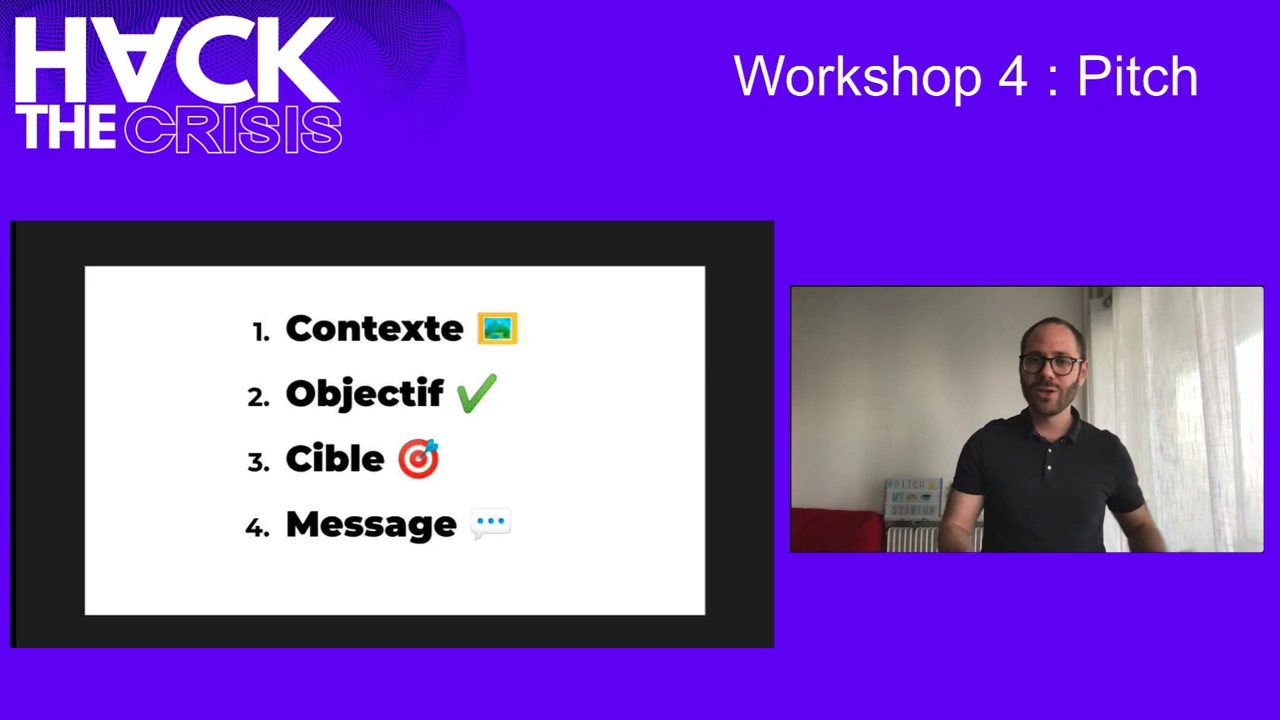 HACK
THE CRISIS
Workshop 4 : Pitch
1. Contexte
2. Objectif
3. Cible
4. Message
PITCH
MY
STARTUP